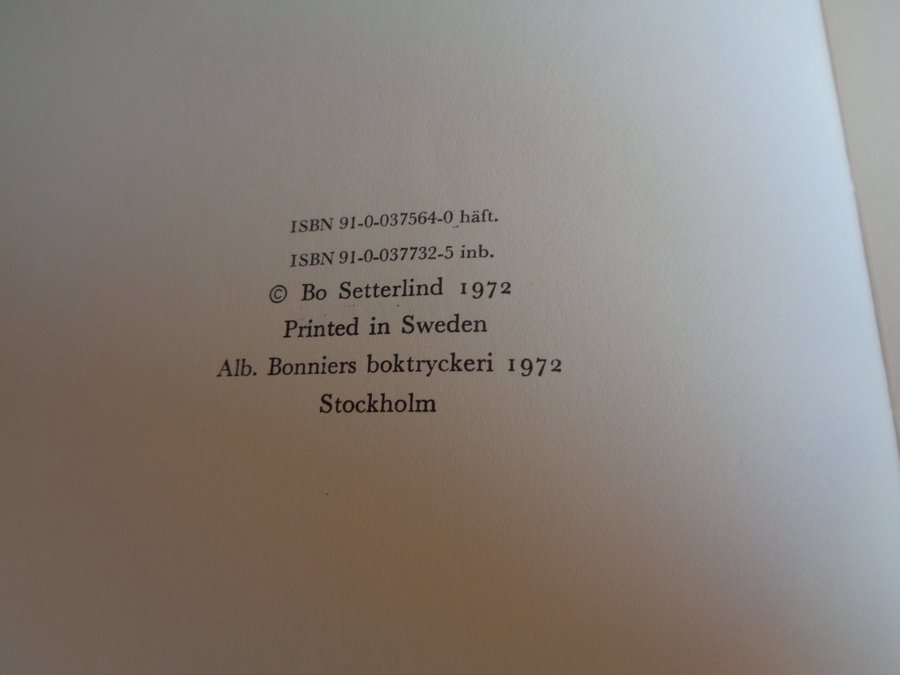 ISBN 91-0-037564-0 häft.
ISBN 91-0-037732-5 inb.
© Bo Setterlind 1972
Printed in Sweden
Alb. Bonniers boktryckeri 1972
Stockholm